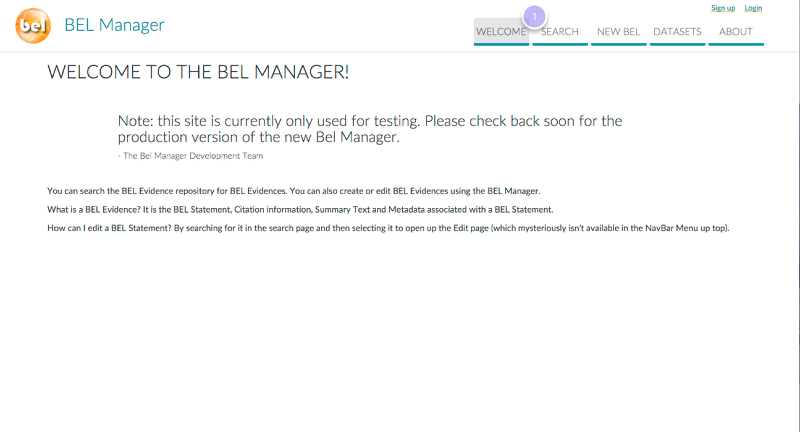 Sign up Login
bel BEL Manager
1
WELCOME SEARCH NEW BEL DATASETS ABOUT
WELCOME TO THE BEL MANAGER!
Note: this site is currently only used for testing. Please check back soon for the
production version of the new Bel Manager.
- The Bel Manager Development Team
You can search the BEL Evidence repository for BEL Evidences. You can also create or edit BEL Evidences using the BEL Manager.
What is a BEL Evidence? It is the BEL Statement, Citation information, Summary Text and Metadata associated with a BEL Statement.
How can I edit a BEL Statement? By searching for it in the search page and then selecting it to open up the Edit page (which mysteriously isn't available in the NavBar Menu up top).